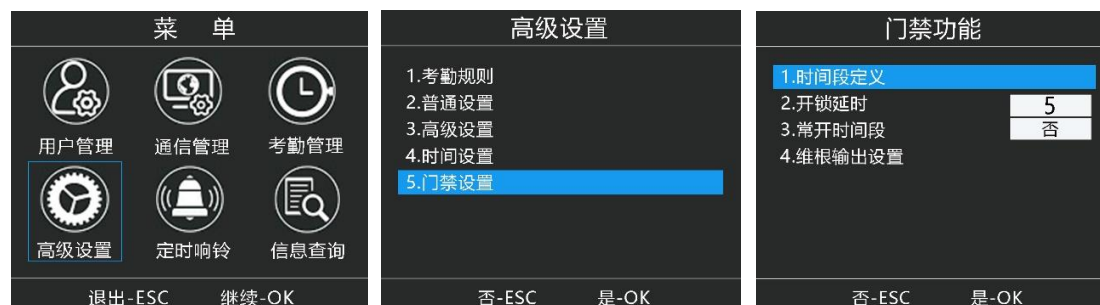 菜 单
用户管理 通信管理 考勤管理
高级设置 定时响铃 信息查询
退出-ESC 继续-OK
高级设置
1.考勤规则
2.普通设置
3.高级设置
4.时间设置
5.门禁设置
否-ESC 是-OK
门禁功能
1.时间段定义
2.开锁延时 5
3.常开时间段 否
4.维根输出设置
否-ESC 是-OK